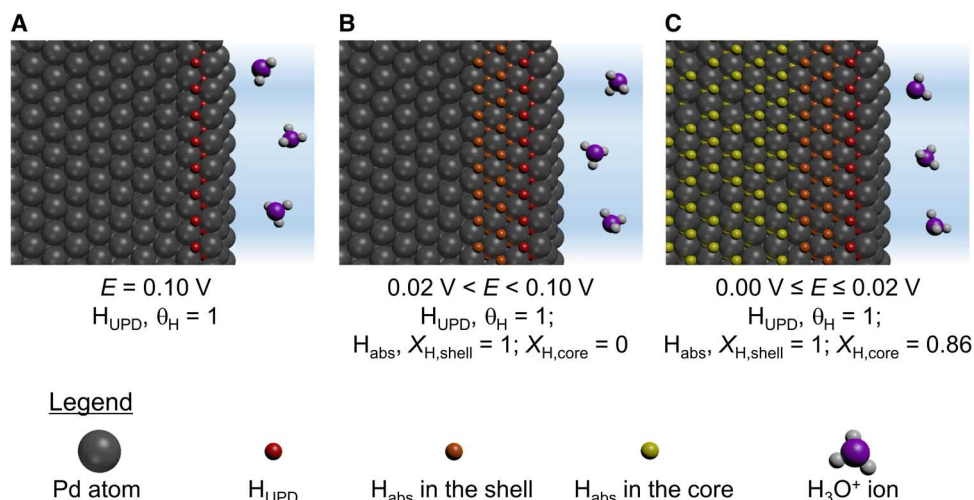 A
B
C
E = 0.10 V
H_UPD, θ_H = 1
0.02 V < E < 0.10 V
H_UPD, θ_H = 1;
H_abs, X_H,shell = 1; X_H,core = 0
0.00 V ≤ E ≤ 0.02 V
H_UPD, θ_H = 1;
H_abs, X_H,shell = 1; X_H,core = 0.86
Legend
Pd atom
H_UPD
H_abs in the shell
H_abs in the core
H₃O⁺ ion